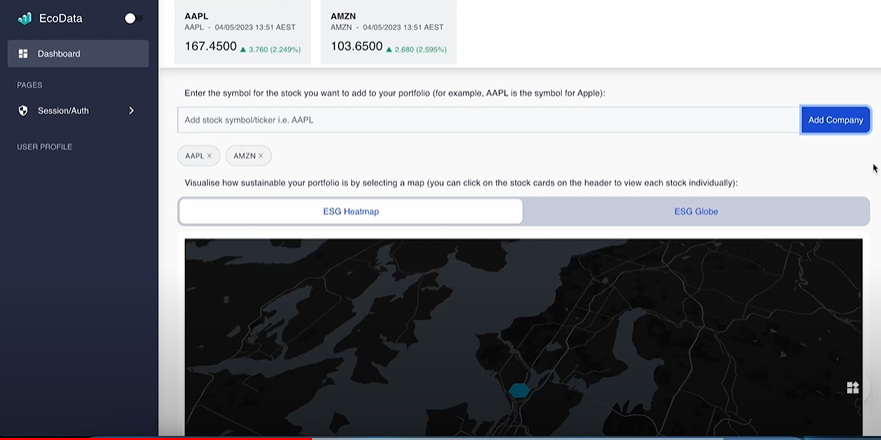 EcoData
Dashboard
PAGES
Session/Auth
USER PROFILE
AAPL
AAPL - 04/05/2023 13:51 AEST
167.4500 ▲ 3.760 (2.249%)
AMZN
AMZN - 04/05/2023 13:51 AEST
103.6500 ▲ 2.680 (2.595%)
Enter the symbol for the stock you want to add to your portfolio (for example, AAPL is the symbol for Apple):
Add stock symbol/ticker i.e. AAPL
Add Company
AAPL ×
AMZN ×
Visualise how sustainable your portfolio is by selecting a map (you can click on the stock cards on the header to view each stock individually):
ESG Heatmap
ESG Globe